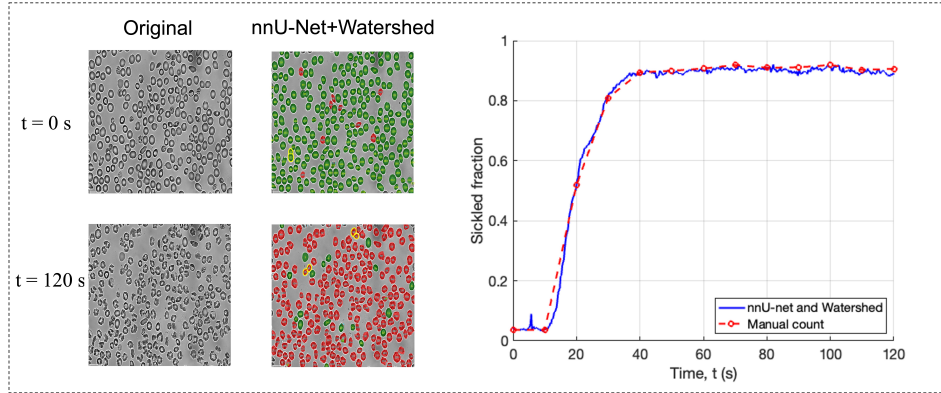 Original
nnU-Net+Watershed
t = 0 s
t = 120 s
Sickled fraction
1
0.8
0.6
0.4
0.2
0
0
20
40
60
80
100
120
Time, t (s)
nnU-net and Watershed
Manual count